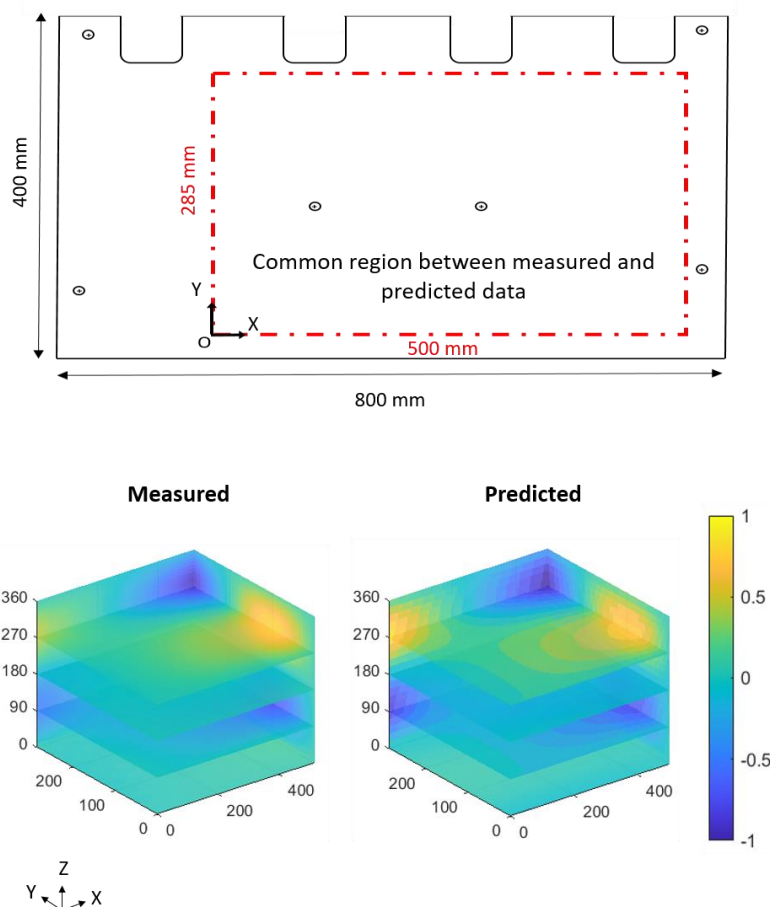 400 mm
285 mm
Common region between measured and
predicted data
Y
X
O
500 mm
800 mm
Measured
Predicted
1
0.5
0
-0.5
-1
360
270
180
90
0
200
100
0
0
200
400
360
270
180
90
0
200
100
0
0
200
400
Z
Y
X